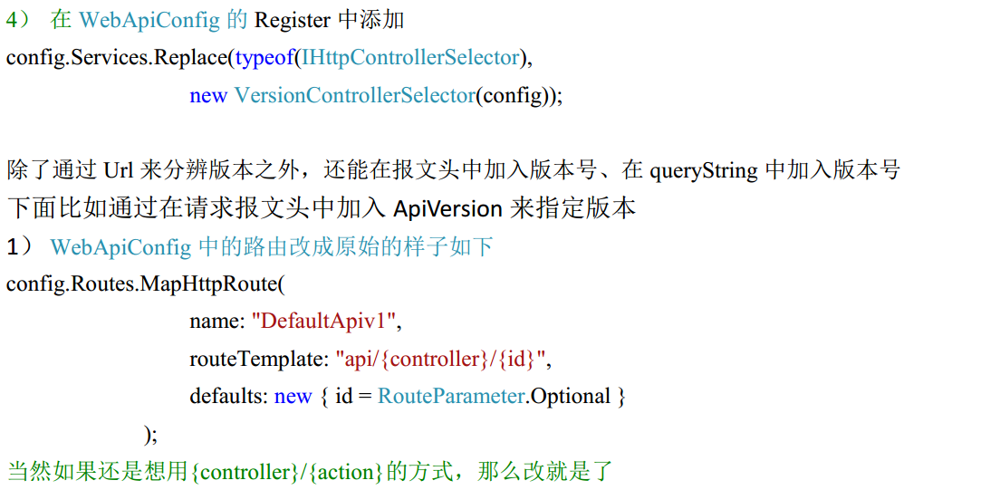 4） 在 WebApiConfig 的 Register 中添加
config.Services.Replace(typeof(IHttpControllerSelector),
new VersionControllerSelector(config));
除了通过 Url 来分辨版本之外，还能在报文头中加入版本号、在 queryString 中加入版本号
下面比如通过在请求报文头中加入 ApiVersion 来指定版本
1） WebApiConfig 中的路由改成原始的样子如下
config.Routes.MapHttpRoute(
name: "DefaultApiv1",
routeTemplate: "api/{controller}/{id}",
defaults: new { id = RouteParameter.Optional }
);
当然如果还是想用{controller}/{action}的方式，那么改就是了